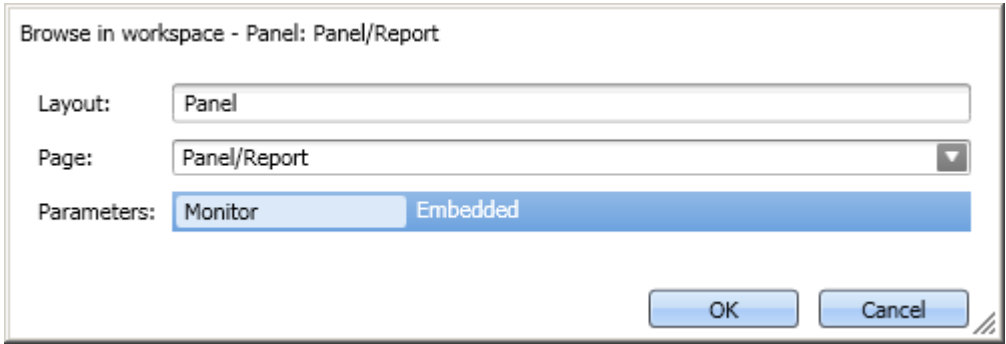 Browse in workspace - Panel: Panel/Report
Layout: Panel
Page: Panel/Report
Parameters: Monitor Embedded
OK Cancel